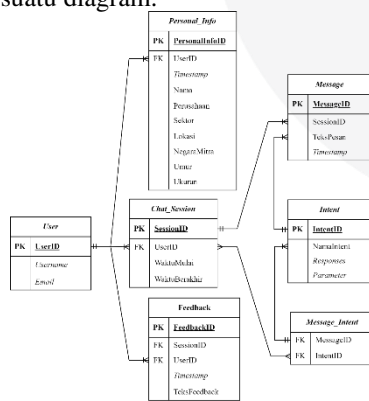 suatu diagram.
Personal_Info
PK PersonalInfoID
FK UserID
Timestamp
Nama
Perusahaan
Sektor
Lokasi
NegaraMitra
Umur
Ukuran
Message
PK MessageID
FK SessionID
TeksPesan
Timestamp
User
PK UserID
Username
Email
Chat_Session
PK SessionID
FK UserID
WaktuMulai
WaktuBerakhir
Intent
PK IntentID
NamaIntent
Responses
Parameter
Feedback
PK FeedbackID
FK SessionID
FK UserID
Timestamp
TeksFeedback
Message_Intent
FK MessageID
FK IntentID